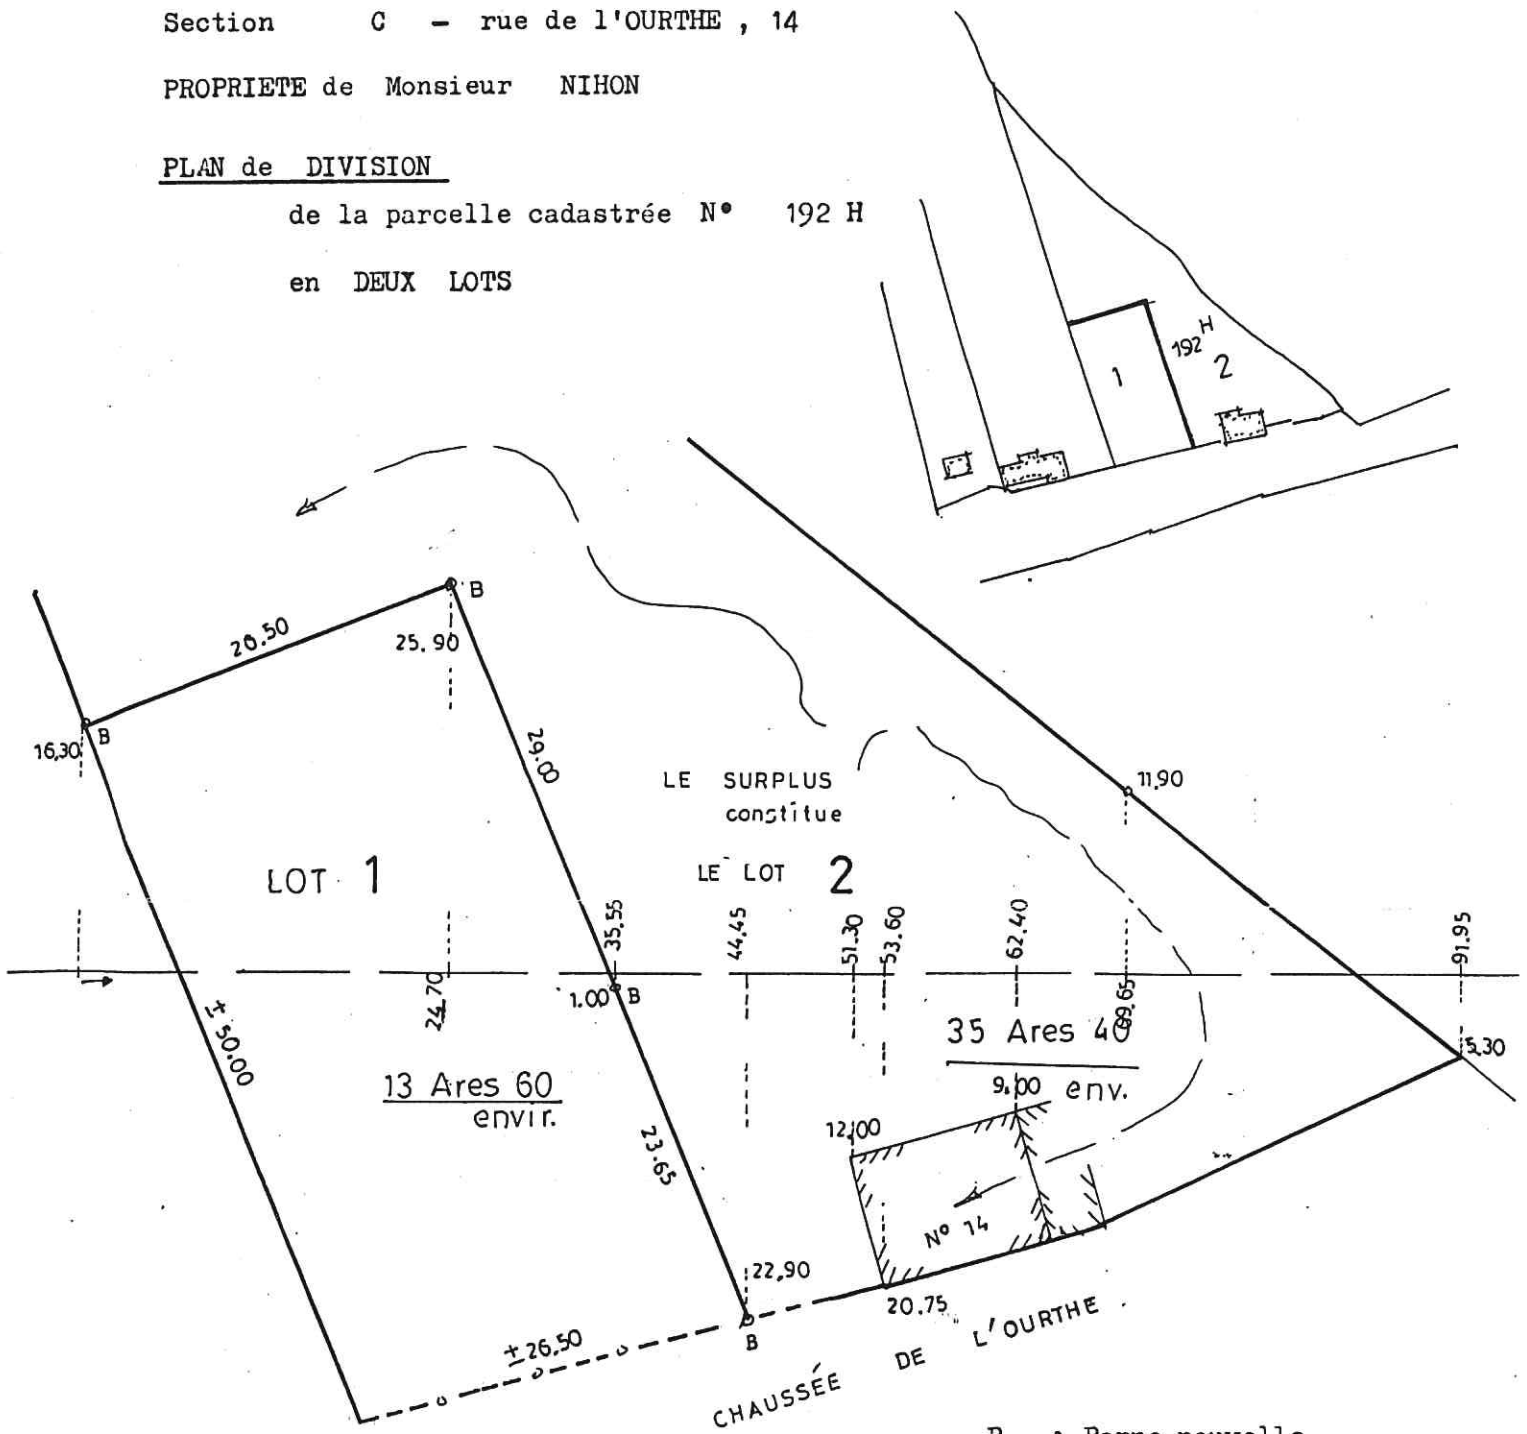 Section C - rue de l'OURTHE , 14
PROPRIETE de Monsieur NIHON
PLAN de DIVISION
de la parcelle cadastrée N° 192 H
en DEUX LOTS
192 H
1
2
B
20.50
25.90
B
16,30
29.00
11,90
LE SURPLUS
constitue
LOT 1
LE LOT 2
35.55
44.45
51.30
53.60
62.40
91.95
24,70
1.00
B
69.65
± 50.00
35 Ares 40
env.
5.30
13 Ares 60
envir.
9.00
12,00
23.65
N° 14
22,90
20.75
± 26,50
B
CHAUSSÉE DE L'OURTHE